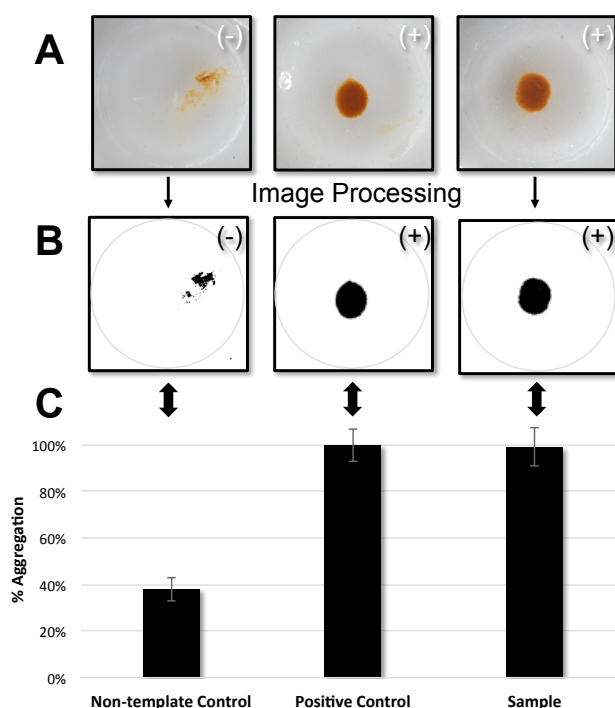 A
(-)
(+)
(+)
Image Processing
B
(-)
(+)
(+)
C
% Aggregation
100%
80%
60%
40%
20%
0%
Non-template Control
Positive Control
Sample